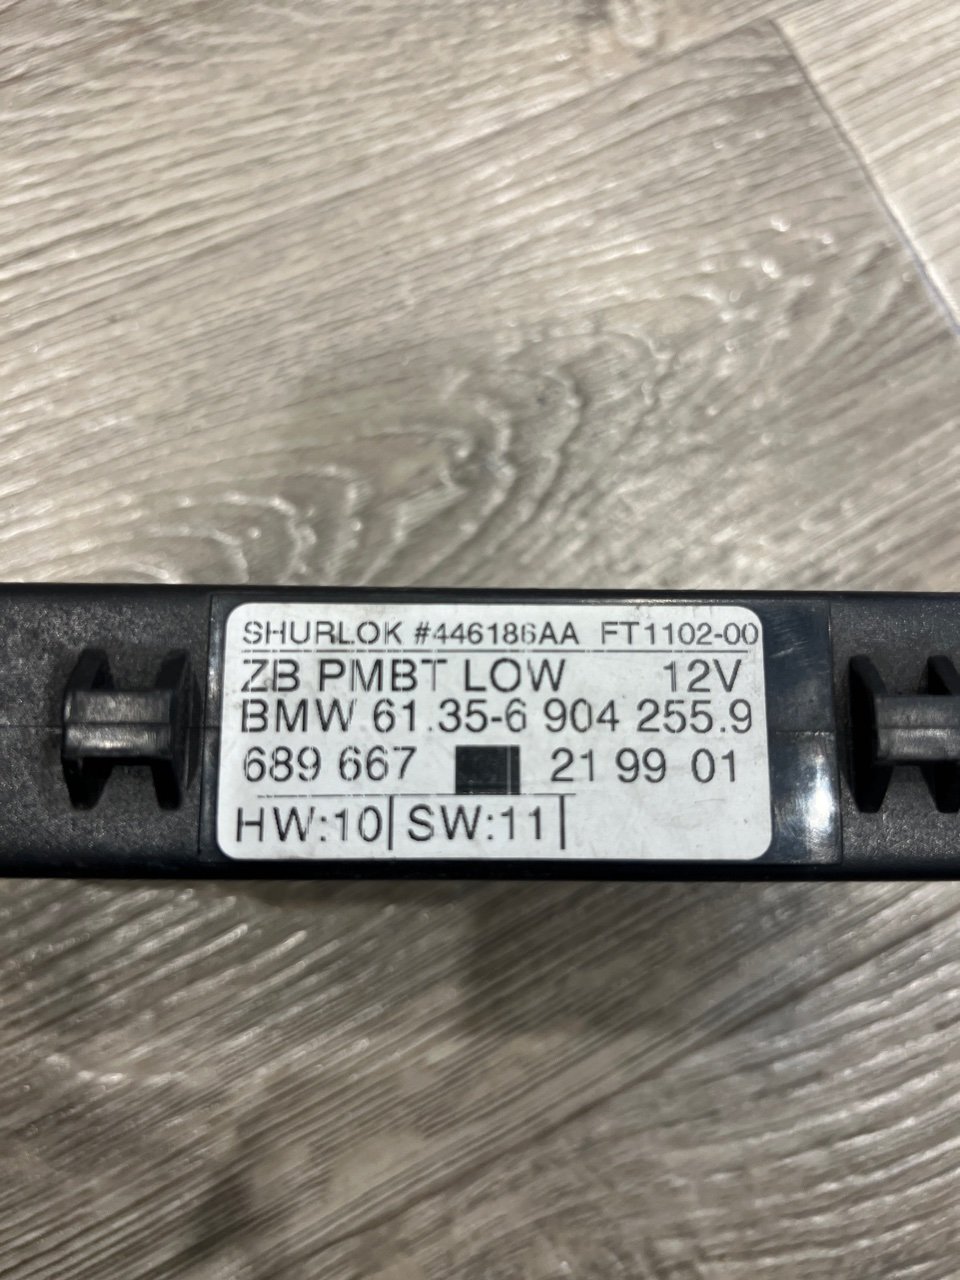 SHURLOK #446186AA FT1102-00
ZB PMBT LOW 12V
BMW 61.35-6 904 255.9
689 667 21 99 01
HW:10| SW:11|